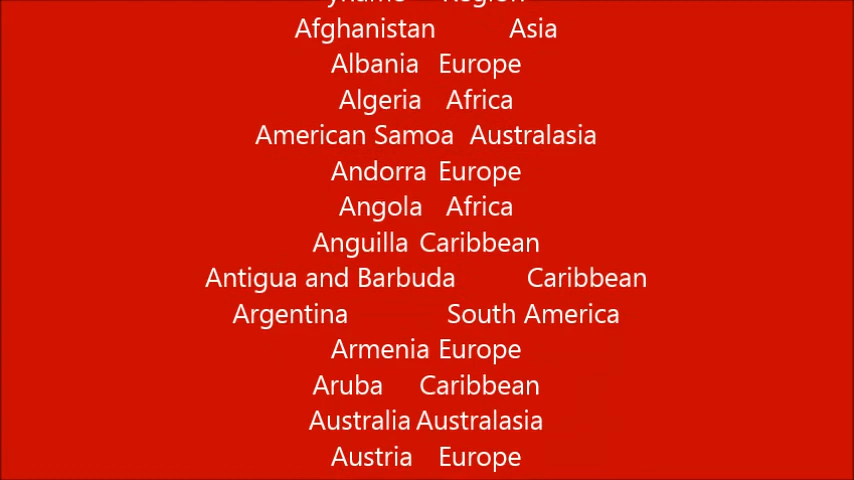 Afghanistan Asia
Albania Europe
Algeria Africa
American Samoa Australasia
Andorra Europe
Angola Africa
Anguilla Caribbean
Antigua and Barbuda Caribbean
Argentina South America
Armenia Europe
Aruba Caribbean
Australia Australasia
Austria Europe